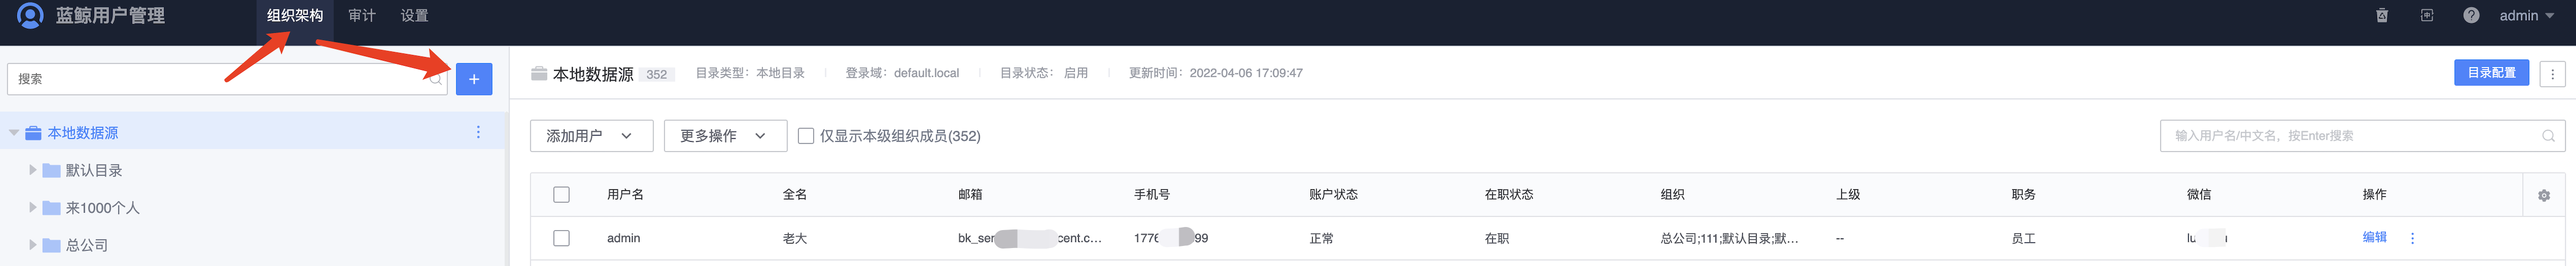 蓝鲸用户管理 组织架构 审计 设置 admin
搜索 + 本地数据源 352 目录类型：本地目录 登录域：default.local 目录状态： 启用 更新时间：2022-04-06 17:09:47 目录配置
本地数据源 添加用户 更多操作 仅显示本级组织成员(352) 输入用户名/中文名，按Enter搜索
默认目录
用户名 全名 邮箱 手机号 账户状态 在职状态 组织 上级 职务 微信 操作
来1000个人
总公司 admin 老大 bk_ser cent.c... 1776 99 正常 在职 总公司;111;默认目录;默... -- 员工 编辑